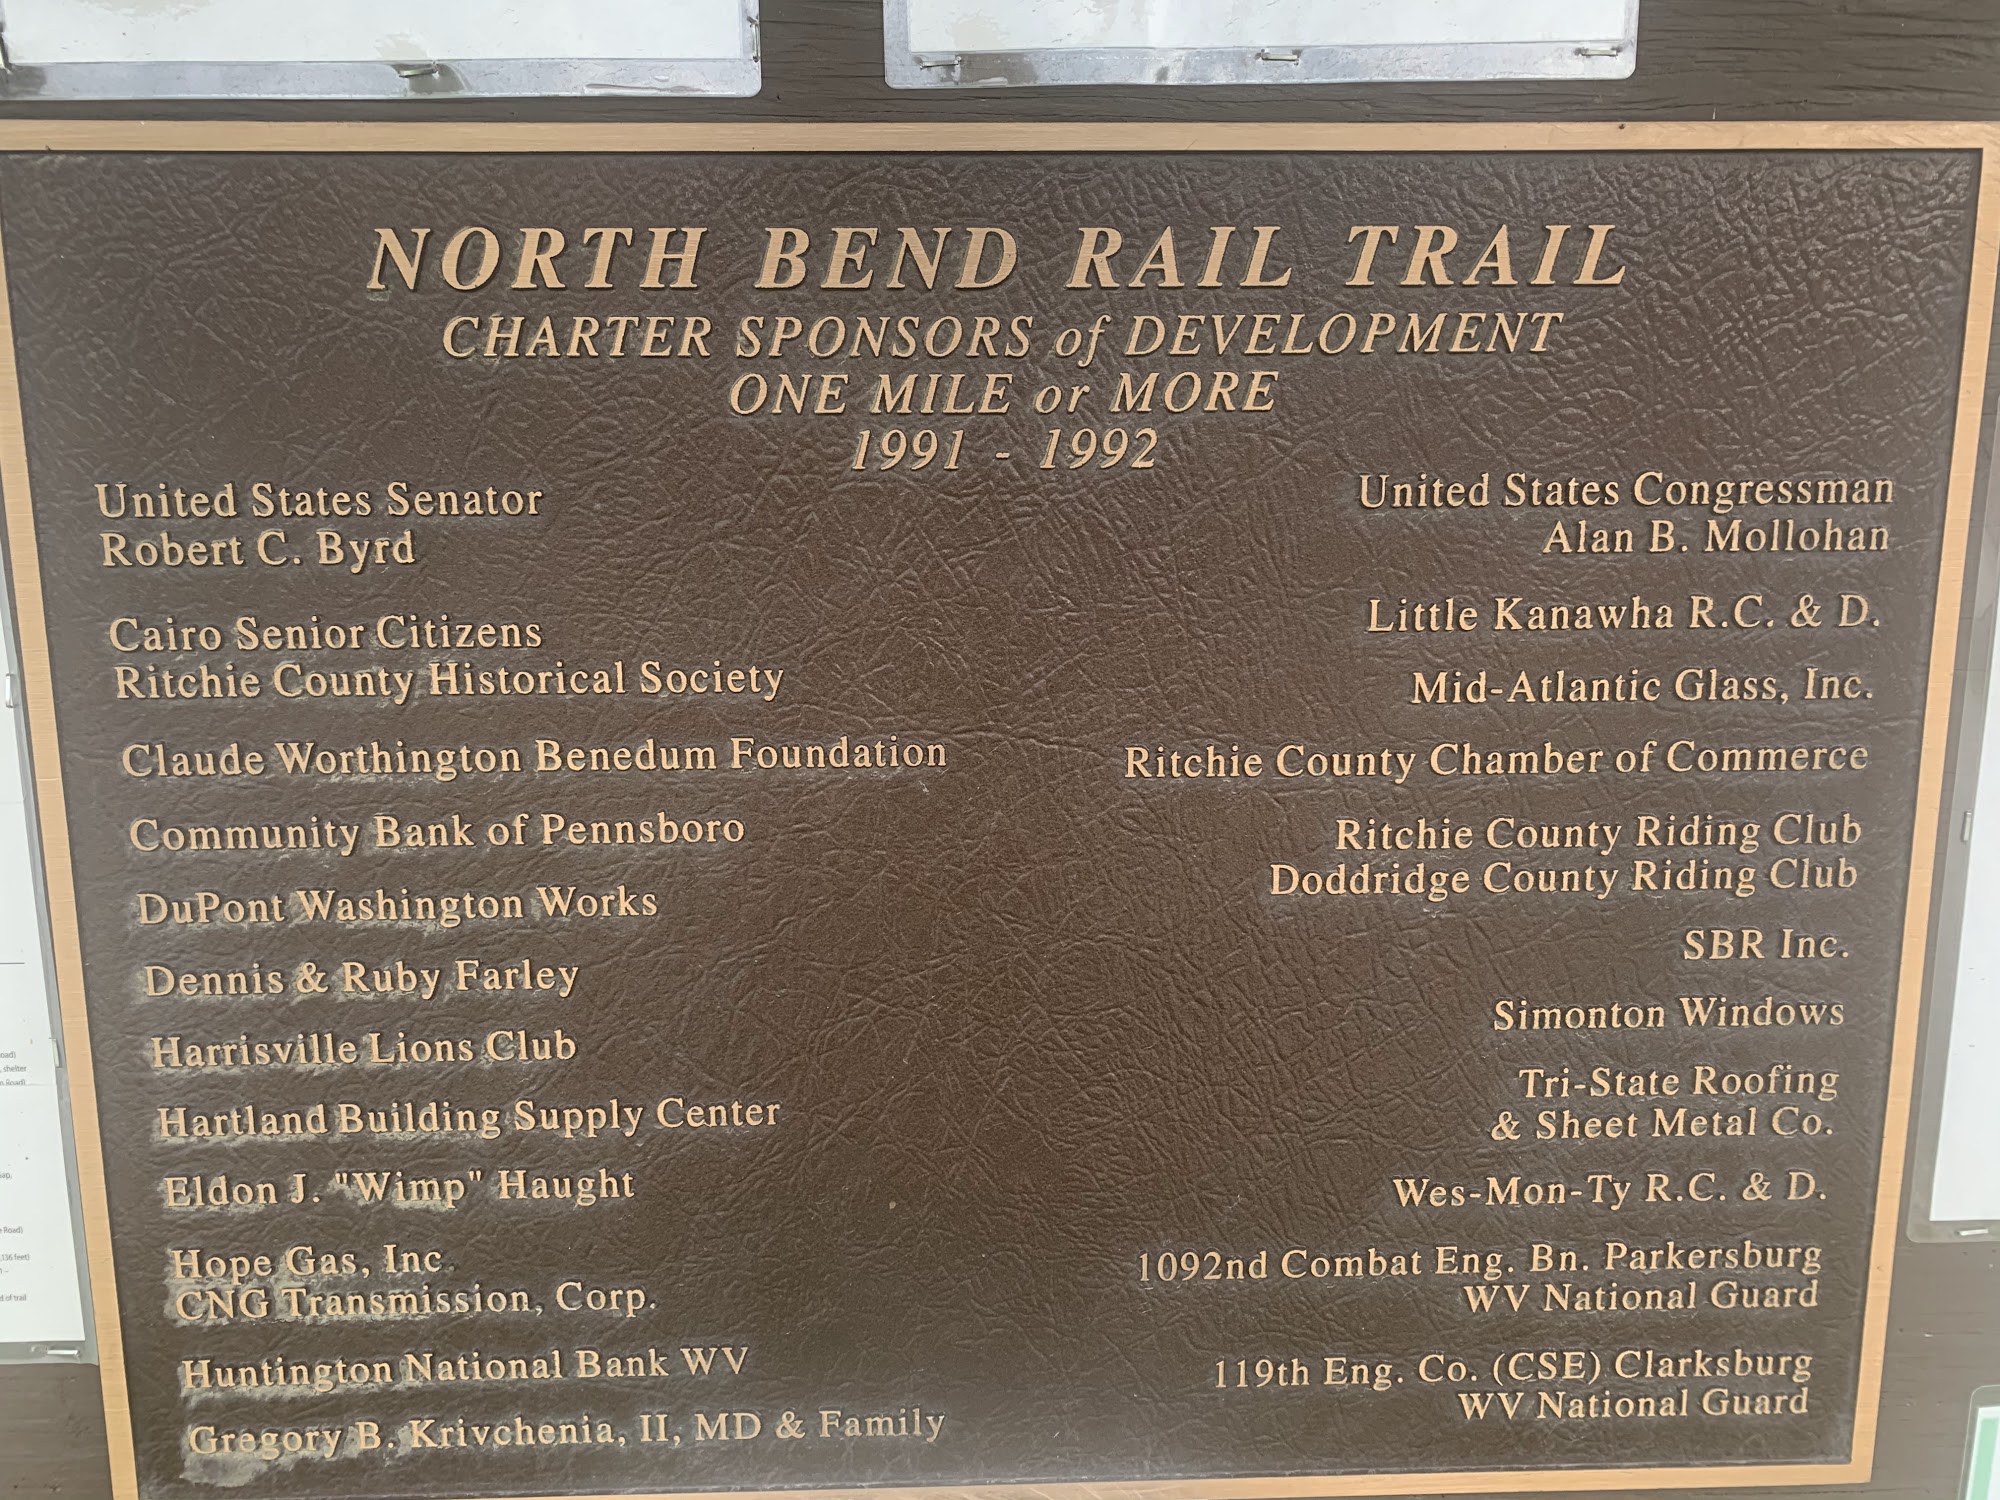 NORTH BEND RAIL TRAIL
CHARTER SPONSORS of DEVELOPMENT
ONE MILE or MORE
1991 - 1992
United States Senator
Robert C. Byrd
Cairo Senior Citizens
Ritchie County Historical Society
Claude Worthington Benedum Foundation
Community Bank of Pennsboro
DuPont Washington Works
Dennis & Ruby Farley
Harrisville Lions Club
Hartland Building Supply Center
Eldon J. "Wimp" Haught
Hope Gas, Inc.
CNG Transmission, Corp.
Huntington National Bank WV
Gregory B. Krivchenia, II, MD & Family
United States Congressman
Alan B. Mollohan
Little Kanawha R.C. & D.
Mid-Atlantic Glass, Inc.
Ritchie County Chamber of Commerce
Ritchie County Riding Club
Doddridge County Riding Club
SBR Inc.
Simonton Windows
Tri-State Roofing
& Sheet Metal Co.
Wes-Mon-Ty R.C. & D.
1092nd Combat Eng. Bn. Parkersburg
WV National Guard
119th Eng. Co. (CSE) Clarksburg
WV National Guard
shelter
Road)
136 feet)
of trail